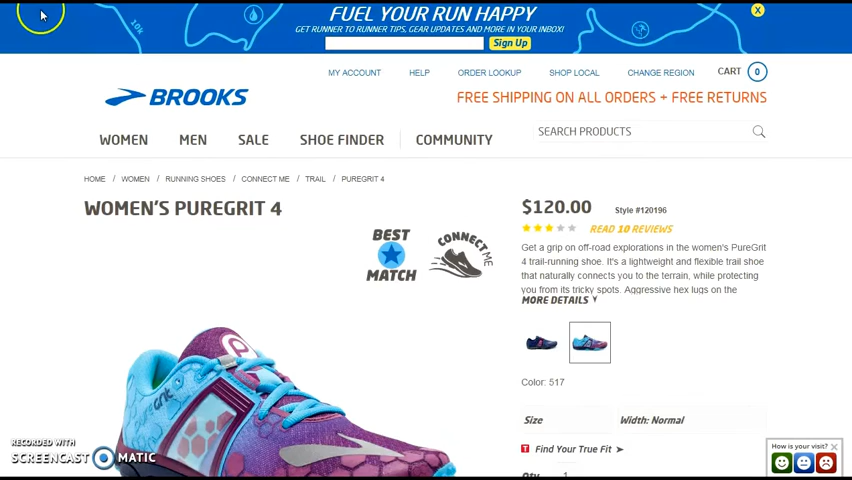 10k
FUEL YOUR RUN HAPPY
GET RUNNER TO RUNNER TIPS, GEAR UPDATES AND MORE IN YOUR INBOX!
Sign Up
X
MY ACCOUNT HELP ORDER LOOKUP SHOP LOCAL CHANGE REGION CART 0
BROOKS
FREE SHIPPING ON ALL ORDERS + FREE RETURNS
WOMEN MEN SALE SHOE FINDER COMMUNITY SEARCH PRODUCTS
HOME / WOMEN / RUNNING SHOES / CONNECT ME / TRAIL / PUREGRIT 4
WOMEN'S PUREGRIT 4
BEST MATCH
CONNECT ME
$120.00 Style #120196
READ 10 REVIEWS
Get a grip on off-road explorations in the women's PureGrit
4 trail-running shoe. It's a lightweight and flexible trail shoe
that naturally connects you to the terrain, while protecting
you from its tricky spots. Aggressive hex lugs on the
MORE DETAILS
Color: 517
Size Width: Normal
T Find Your True Fit
Qty 1
puregrit
RECORDED WITH
SCREENCAST MATIC
How is your visit? X